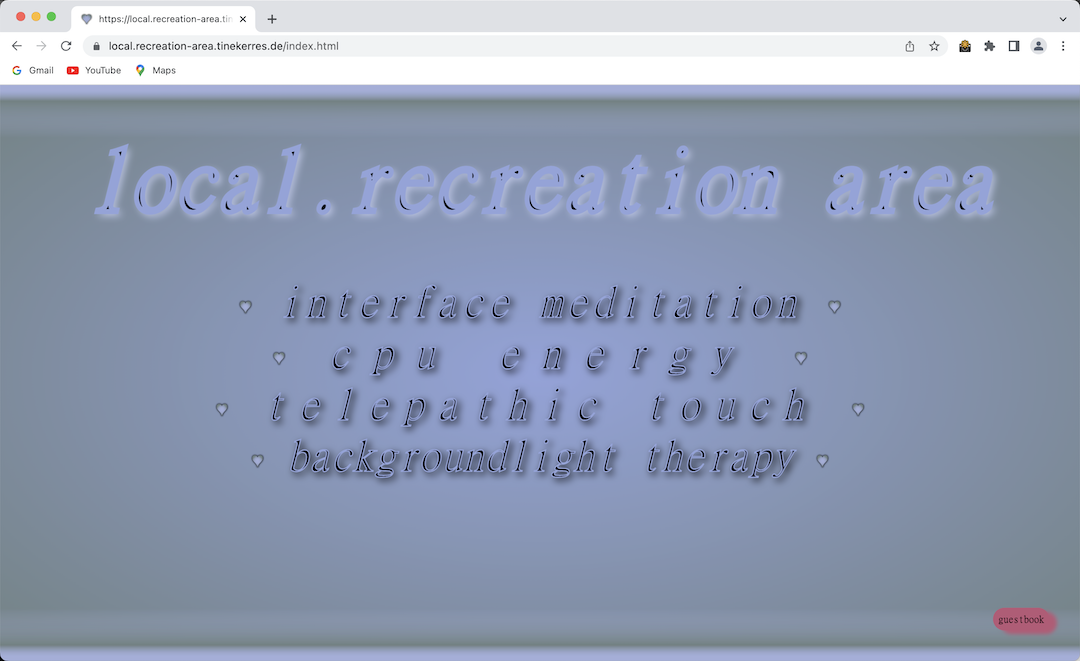 https://local.recreation-area.tin
local.recreation-area.tinekerres.de/index.html
Gmail YouTube Maps
local.recreation area
interface meditation
cpu energy
telepathic touch
backgroundlight therapy
guestbook